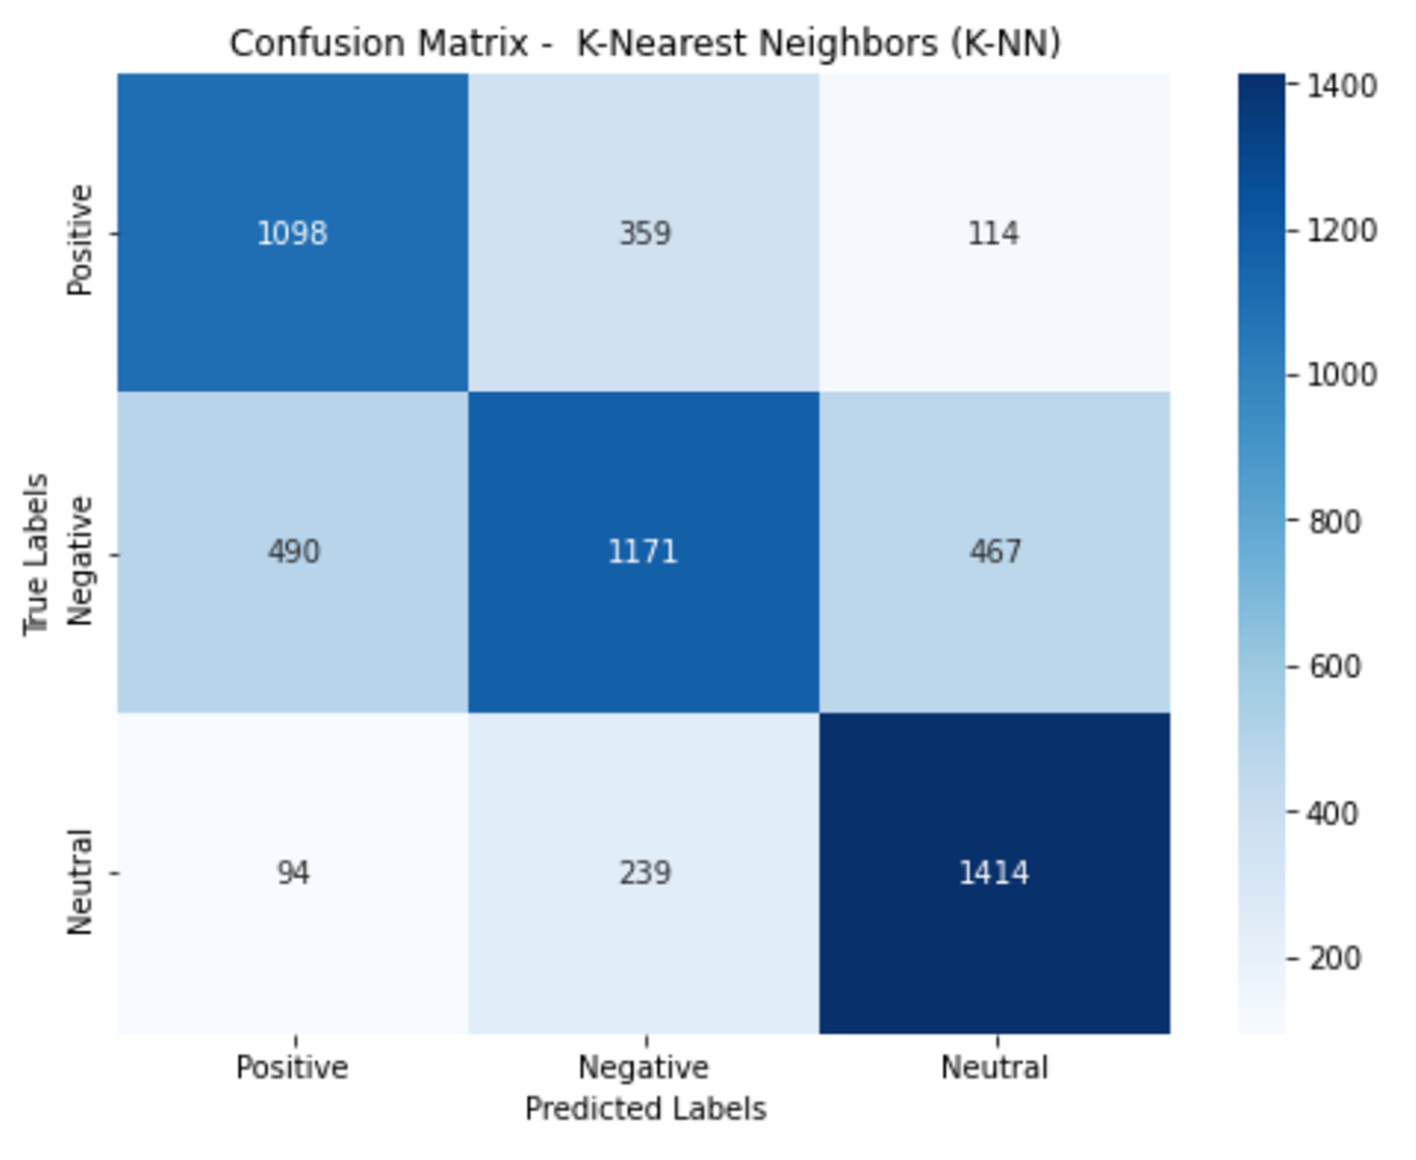 Confusion Matrix -  K-Nearest Neighbors (K-NN)
True Labels
Positive
1098 359 114
Negative
490 1171 467
Neutral
94 239 1414
Positive Negative Neutral
Predicted Labels
1400
1200
1000
800
600
400
200